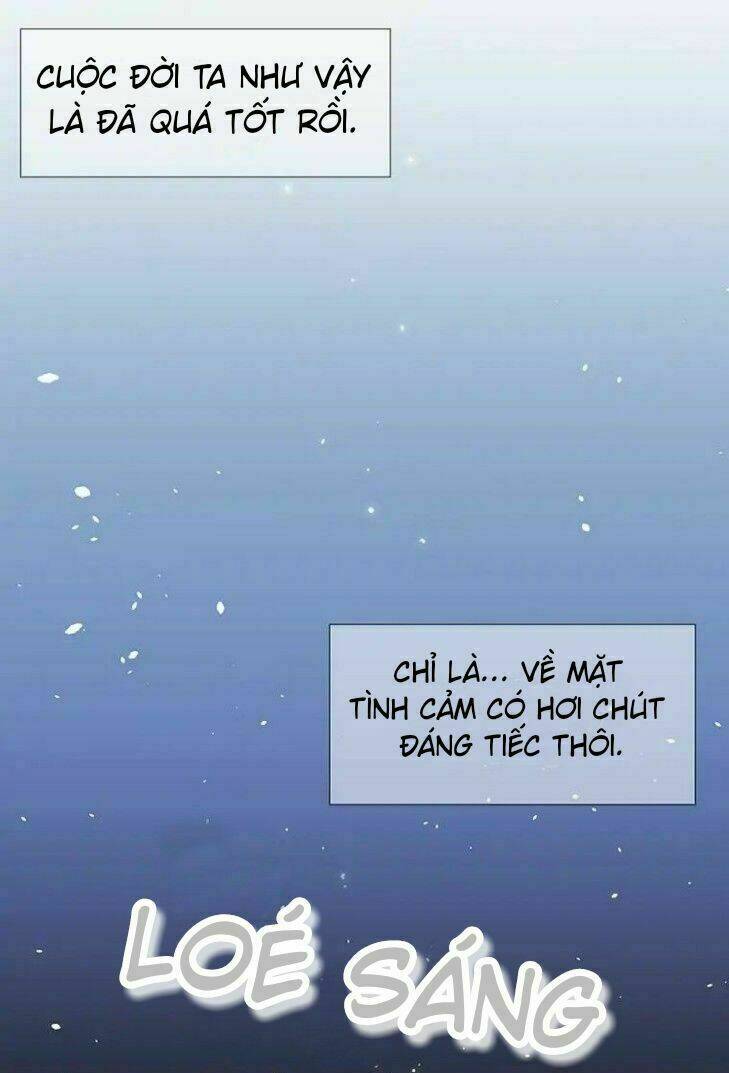 CUỘC ĐỜI TA NHƯ VẬY
LÀ ĐÃ QUÁ TỐT RỒI.
CHỈ LÀ... VỀ MẶT
TÌNH CẢM CÓ HƠI CHÚT
ĐÁNG TIẾC THÔI.
LOÉ SÁNG